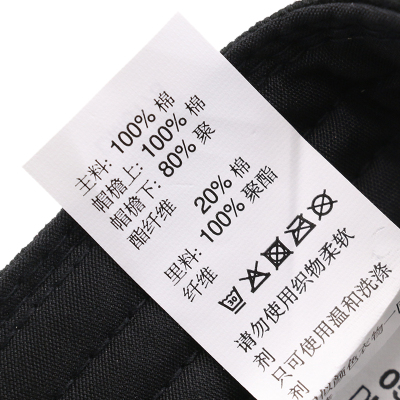 主料: 100% 棉
帽檐上: 100% 棉
帽檐下: 80% 聚
酯纤维 20% 棉
里料: 100% 聚酯
纤维
30
请勿使用织物柔软
剂 只可使用温和洗涤
剂